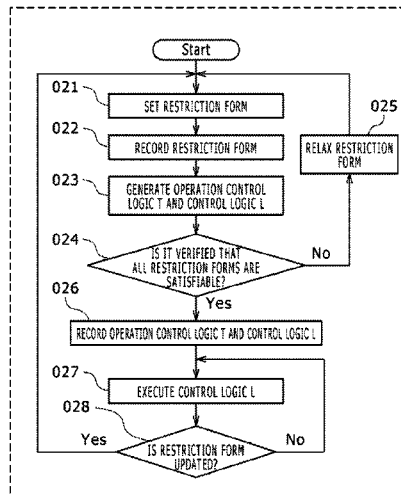 Start
021
SET RESTRICTION FORM
022
RECORD RESTRICTION FORM
025
RELAX RESTRICTION
FORM
023
GENERATE OPERATION CONTROL
LOGIC T AND CONTROL LOGIC L
024
IS IT VERIFIED THAT
ALL RESTRICTION FORMS ARE
SATISFIABLE?
No
Yes
026
RECORD OPERATION CONTROL LOGIC T AND CONTROL LOGIC L
027
EXECUTE CONTROL LOGIC L
028
Yes
IS RESTRICTION FORM
UPDATED?
No